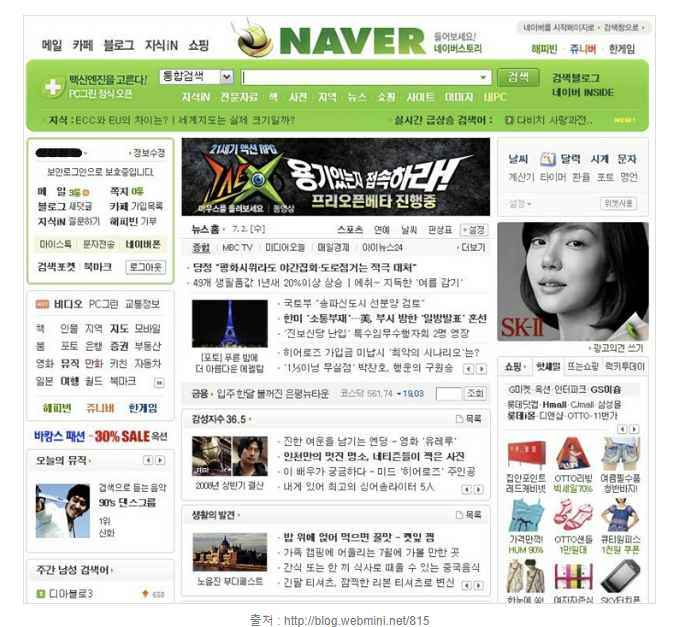 네이버를 시작페이지로 검색창으로
메일 카페 블로그 지식iN 쇼핑
NAVER
들어보세요!
네이버스토리
해피빈 쥬니버 한게임
백신엔진을 고른다!
PC그린 정식 오픈
통합검색
검색
검색블로그
네이버 INSIDE
지식iN 전문자료 책 사전 지역 뉴스 쇼핑 사이트 이미지 내PC
지식 : ECC와 EU의 차이는? | 세계지도는 실제 크기일까?
실시간 급상승 검색어 : 7 다비치 사랑과전.. NEW!
정보수정
보안로그인으로 보호중입니다.
메 일 3통 쪽지 0통
블로그 새덧글 카페 가입목록
지식iN 질문하기 해피빈 기부
마이스톡 문자전송 네이버폰
검색포켓 북마크 로그아웃
21세기 액션 RPG
용기있는자 접속하라!
프리오픈베타 진행중
마우스를 올려보세요 동영상
날씨 달력 시계 문자
계산기 타이머 환율 포토 명언
설정 위젯사용
뉴스 홈 7. 2. [수] 스포츠 연예 날씨 편성표 +설정
종합 MBC TV 미디어오늘 매일경제 아이뉴스24 더보기
당정 "평화시위라도 야간집회·도로점거는 적극 대처"
49개 생필품값 1년새 20%이상 상승 | 에쒸~ 지독한 '여름 감기'
국토부 "송파신도시 선분양 검토"
한미 '소통부재'…美, 부시 방한 '일방발표' 혼선
'진보신당 난입' 특수임무수행자회 2명 영장
히어로즈 가입금 미납시 '최악의 시나리오'는?
'1⅓이닝 무실점' 박찬호, 행운의 구원승
[포토] 푸른 밤에
더 아름다운 에펠탑
SK-II
광고의견 쓰기
HOT 비디오 PC그린 교통정보
책 인물 지역 지도 모바일
붐 포토 은행 증권 부동산
영화 뮤직 만화 키친 자동차
일본 여행 월드 북마크
해피빈 쥬니버 한게임
금융 입주 한달 불꺼진 은평뉴타운 코스닥 561.74 ▼19.03 조회
쇼핑 핫세일 뜨는쇼핑 럭키투데이
G마켓 옥션 인터파크 GS이숍
롯데닷컴 Hmall CJmall 삼성몰
롯데i몰 디앤샵 OTTO 11번가
바캉스 패션 ~30% SALE 옥션
감성지수 36.5 목록
진한 여운을 남기는 엔딩 - 영화 '유레루'
인천만의 멋진 명소, 네티즌들이 찍은 사진
이 배우가 궁금하다 - 미드 '히어로즈' 주인공
내게 있어 최고의 싱어송라이터 5人
테마
2008년 상반기 결산
오늘의 뮤직
검색으로 듣는 음악
90's 댄스그룹
1위
신화
집안포인트
레드캐비넷
OTTO리빙
빅세일70%
여름필수품
청반바지!
가격만끽!
HUM 90%
OTTO샌들
1만원대
큐티일피스
1천원 쿠폰
생활의 발견 목록
밥 위에 얹어 먹으면 꿀맛 - 깻잎 찜
가족 캠핑에 어울리는 7월에 가볼 만한 곳
간식 또는 한 끼 식사로 때울 수 있는 중국음식
긴팔 티셔츠, 깜찍한 리본 티셔츠로 변신
노을진 부다페스트
주간 남성 검색어
1 디아블로3 658
한눈에 쏙!
여자자존심
SKY터치폰
출처 : http://blog.webmini.net/815